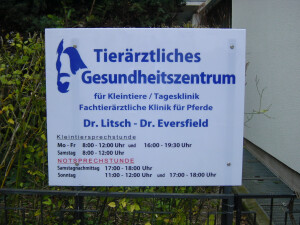 Tierärztliches
Gesundheitszentrum
für Kleintiere / Tagesklinik
Fachtierärztliche Klinik für Pferde
Dr. Litsch - Dr. Eversfield
Kleintiersprechstunde
Mo - Fr 8:00 - 12:00 Uhr und 16:00 - 19:30 Uhr
Samstag 8:00 - 12:00 Uhr
NOTSPRECHSTUNDE
Samstagnachmittag 17:00 - 18:00 Uhr
Sonntag 11:00 - 12:00 Uhr und 17:00 - 18:00 Uhr